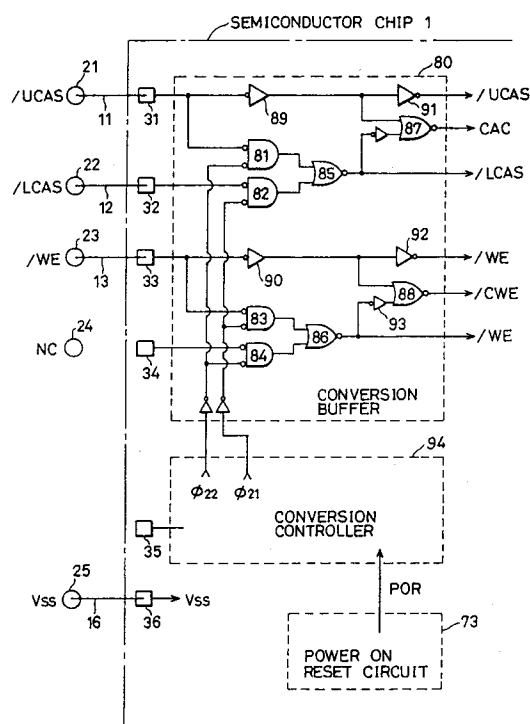 SEMICONDUCTOR CHIP 1
21
80
/UCAS
11
31
89
91
/UCAS
87
CAC
22
81
85
/LCAS
12
32
82
/LCAS
23
92
/WE
13
33
90
/WE
88
/CWE
83
93
24
86
/WE
NC
34
84
CONVERSION
BUFFER
94
φ22 φ21
CONVERSION
CONTROLLER
35
25
POR
Vss
16
36
Vss
73
POWER ON
RESET CIRCUIT